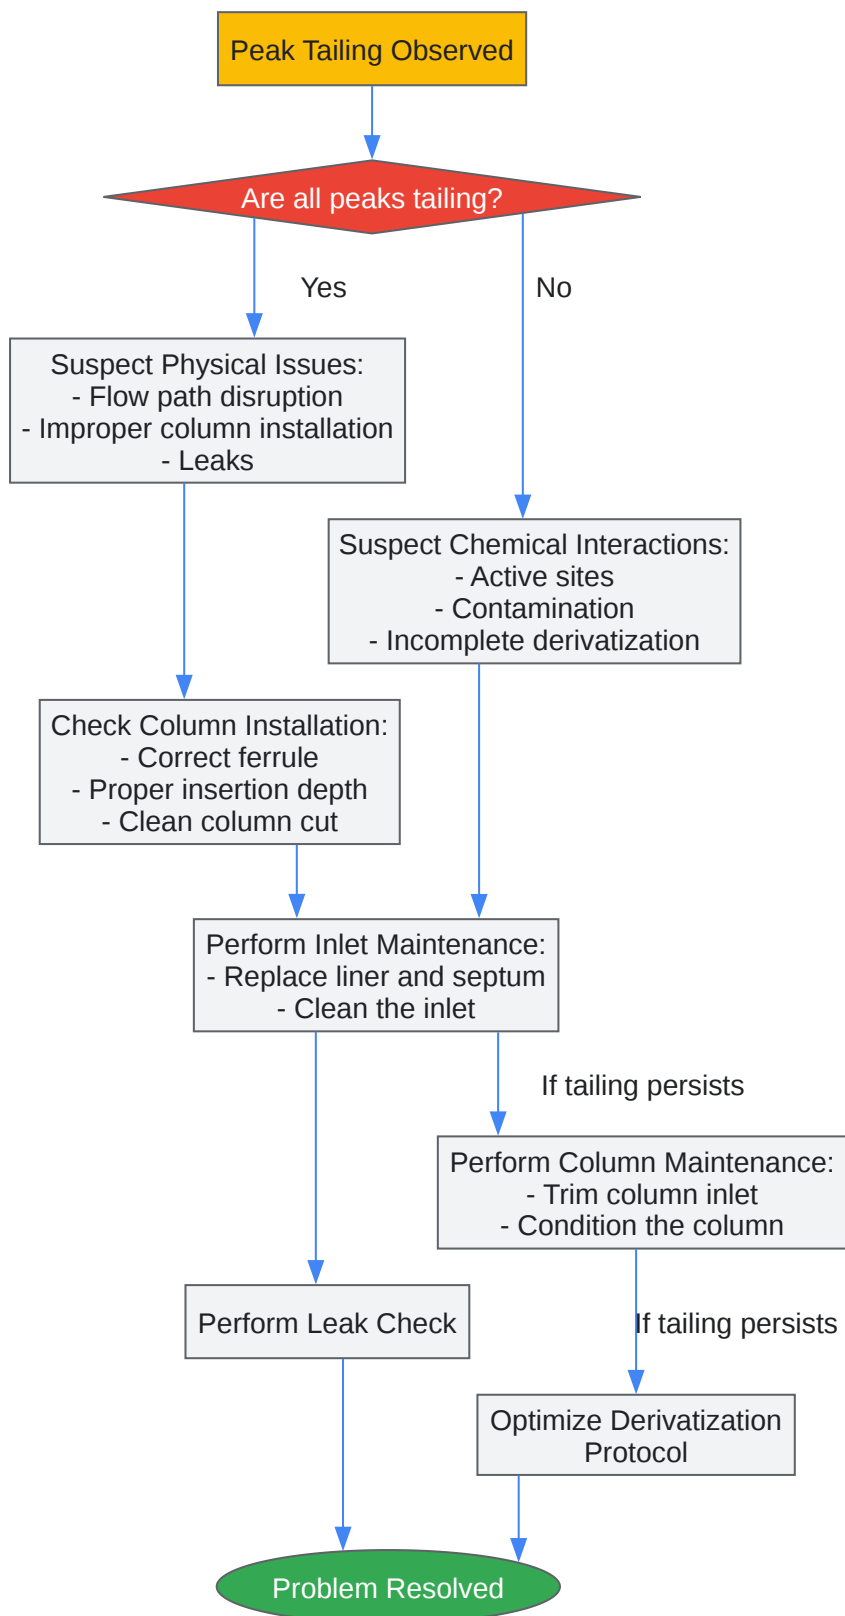 Peak Tailing Observed
Are all peaks tailing?
Yes
No
Suspect Physical Issues:
- Flow path disruption
- Improper column installation
- Leaks
Suspect Chemical Interactions:
- Active sites
- Contamination
- Incomplete derivatization
Check Column Installation:
- Correct ferrule
- Proper insertion depth
- Clean column cut
Perform Inlet Maintenance:
- Replace liner and septum
- Clean the inlet
If tailing persists
Perform Column Maintenance:
- Trim column inlet
- Condition the column
Perform Leak Check
If tailing persists
Optimize Derivatization
Protocol
Problem Resolved